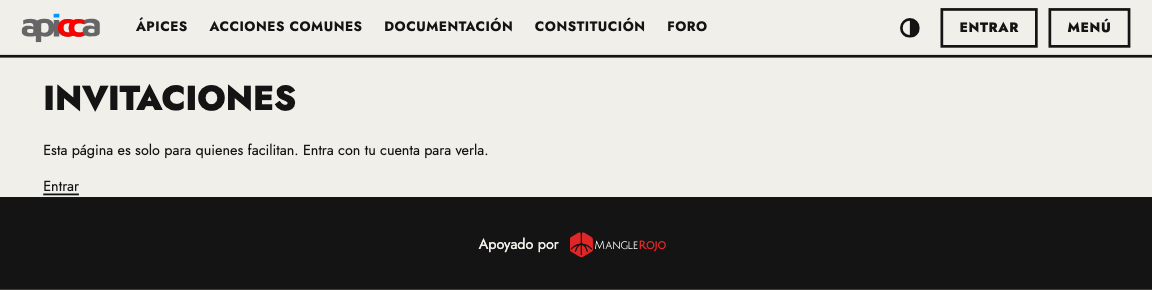 apicca
ÁPICES
ACCIONES COMUNES
DOCUMENTACIÓN
CONSTITUCIÓN
FORO
ENTRAR
MENÚ
INVITACIONES
Esta página es solo para quienes facilitan. Entra con tu cuenta para verla.
Entrar
Apoyado por
MANGLEROJO